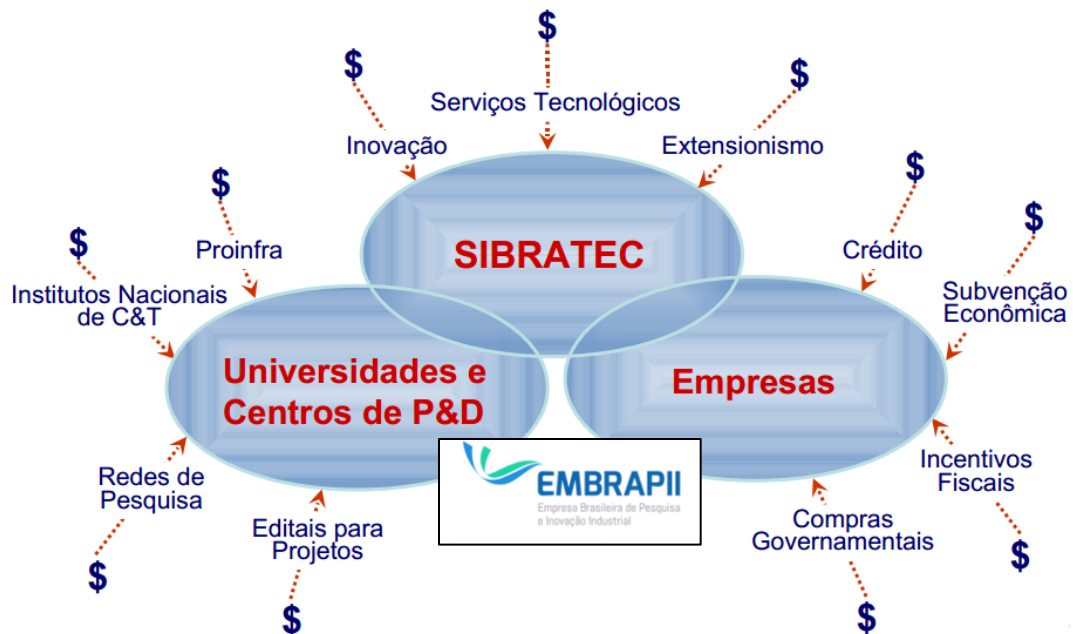 $
$
$
Serviços Tecnológicos
Inovação
Extensionismo
$
$
$
$
SIBRATEC
Proinfra
Crédito
Institutos Nacionais
de C&T
Subvenção
Econômica
Universidades e
Centros de P&D
Empresas
EMBRAPII
Empresa Brasileira de Pesquisa
e Inovação Industrial
Redes de
Pesquisa
Incentivos
Fiscais
Editais para
Projetos
Compras
Governamentais
$
$
$
$